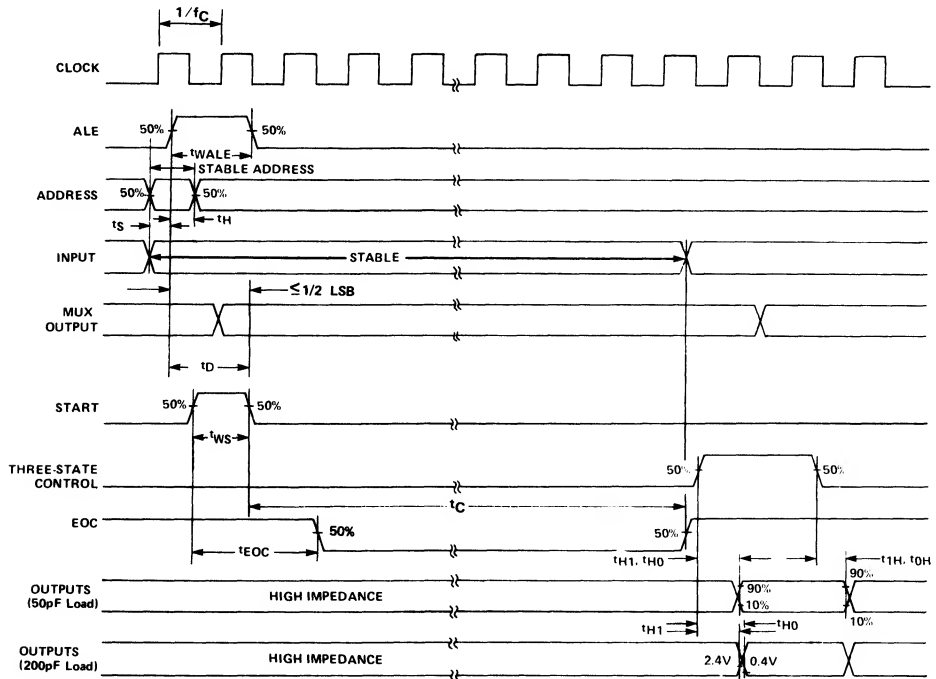 1/fC
CLOCK
ALE
50%
50%
tWALE
STABLE ADDRESS
ADDRESS
50%
50%
tS
tH
INPUT
STABLE
≤ 1/2 LSB
MUX
OUTPUT
tD
START
50%
50%
tWS
THREE-STATE
CONTROL
50%
50%
tC
EOC
50%
50%
tEOC
tH1, tH0
t1H, t0H
OUTPUTS
(50pF Load)
HIGH IMPEDANCE
90%
10%
90%
10%
tH1
tH0
OUTPUTS
(200pF Load)
HIGH IMPEDANCE
2.4V
0.4V